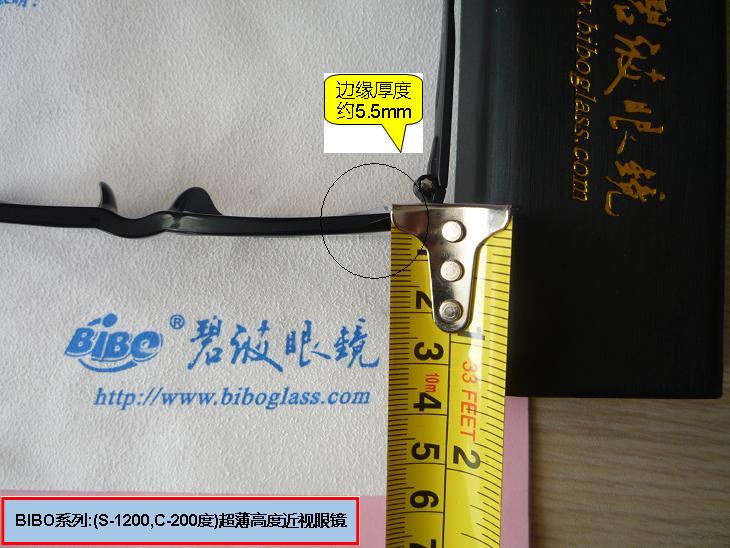 边缘厚度
约5.5mm
碧波眼镜
www.biboglass.com
BiBO®碧波眼镜
http://www.biboglass.com
1
2
3
10m
4
5
6
7
1
33 FEET
2
BIBO系列:(S-1200,C-200度)超薄高度近视眼镜